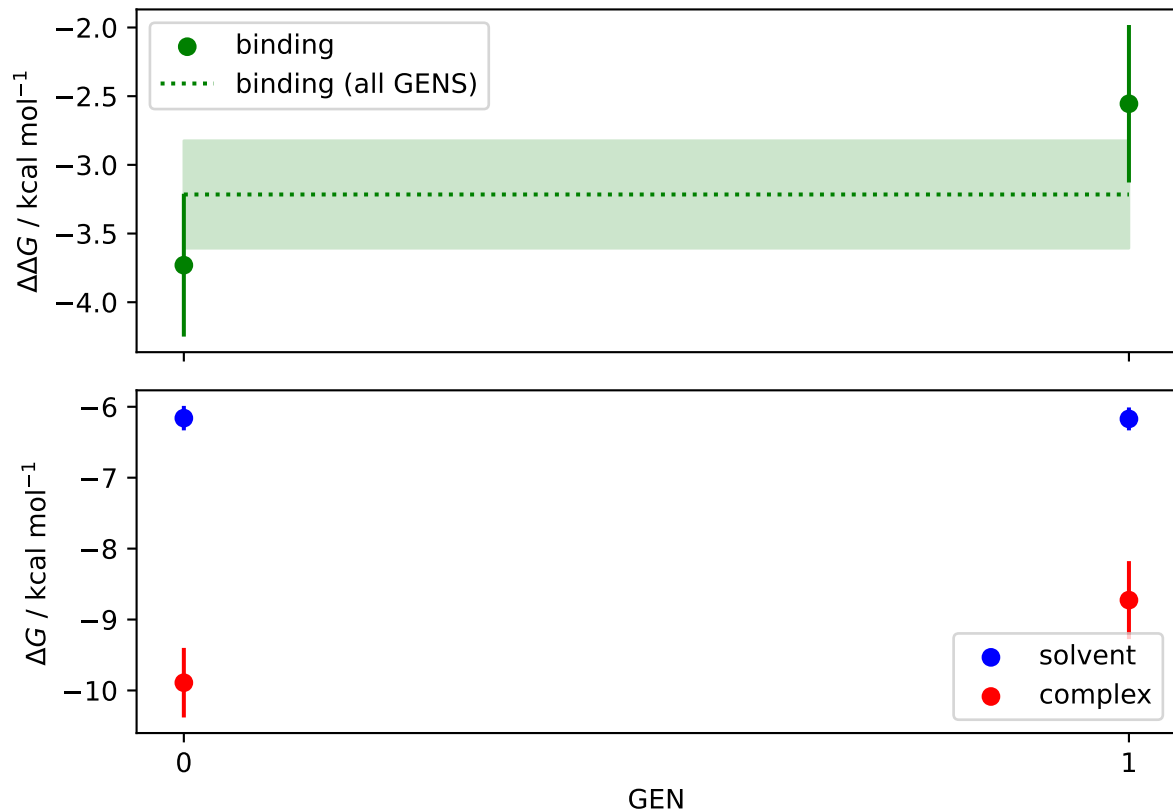 −2.0
−2.5
−3.0
−3.5
−4.0
ΔΔG / kcal mol⁻¹
binding
binding (all GENS)
−6
−7
−8
−9
−10
ΔG / kcal mol⁻¹
solvent
complex
0
1
GEN